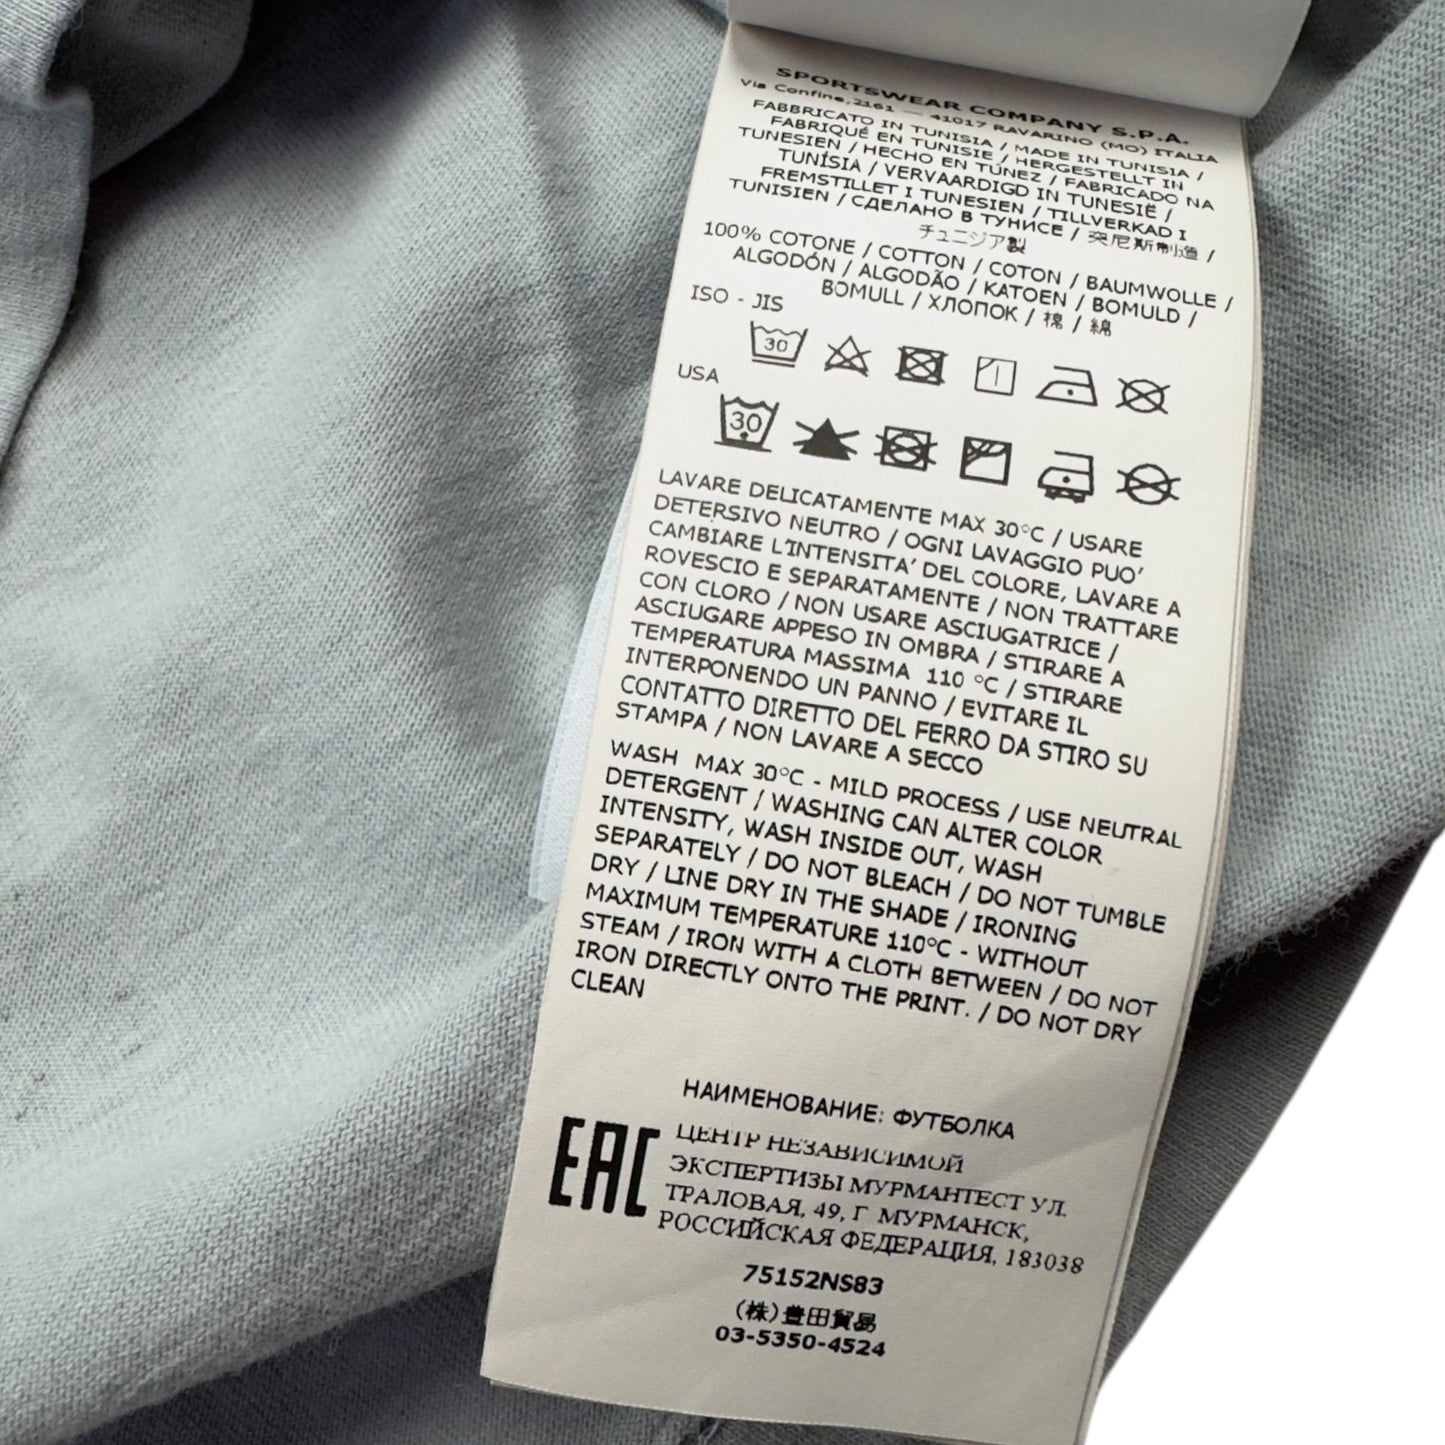 SPORTSWEAR COMPANY S.P.A.
Via Confine,2161 — 41017 RAVARINO (MO) ITALIA
FABBRICATO IN TUNISIA / MADE IN TUNISIA /
FABRIQUÉ EN TUNISIE / HERGESTELLT IN
TUNESIEN / HECHO EN TÚNEZ / FABRICADO NA
TUNÍSIA / VERVAARDIGD IN TUNESIË /
FREMSTILLET I TUNESIEN / TILLVERKAD I
TUNISIEN / СДЕЛАНО В ТУНИСЕ / 突尼斯制造 /
チュニジア製
100% COTONE / COTTON / COTON / BAUMWOLLE /
ALGODÓN / ALGODÃO / KATOEN / BOMULD /
BOMULL / ХЛОПОК / 棉 / 綿
ISO - JIS
30
USA
30
LAVARE DELICATAMENTE MAX 30°C / USARE
DETERSIVO NEUTRO / OGNI LAVAGGIO PUO'
CAMBIARE L'INTENSITA' DEL COLORE, LAVARE A
ROVESCIO E SEPARATAMENTE / NON TRATTARE
CON CLORO / NON USARE ASCIUGATRICE /
ASCIUGARE APPESO IN OMBRA / STIRARE A
TEMPERATURA MASSIMA 110 °C / STIRARE
INTERPONENDO UN PANNO / EVITARE IL
CONTATTO DIRETTO DEL FERRO DA STIRO SU
STAMPA / NON LAVARE A SECCO
WASH MAX 30°C - MILD PROCESS / USE NEUTRAL
DETERGENT / WASHING CAN ALTER COLOR
INTENSITY, WASH INSIDE OUT, WASH
SEPARATELY / DO NOT BLEACH / DO NOT TUMBLE
DRY / LINE DRY IN THE SHADE / IRONING
MAXIMUM TEMPERATURE 110°C - WITHOUT
STEAM / IRON WITH A CLOTH BETWEEN / DO NOT
IRON DIRECTLY ONTO THE PRINT. / DO NOT DRY
CLEAN
НАИМЕНОВАНИЕ: ФУТБОЛКА
EAC
ЦЕНТР НЕЗАВИСИМОЙ
ЭКСПЕРТИЗЫ МУРМАНТЕСТ УЛ.
ТРАЛОВАЯ, 49, Г МУРМАНСК,
РОССИЙСКАЯ ФЕДЕРАЦИЯ, 183038
75152NS83
(株)豊田貿易
03-5350-4524